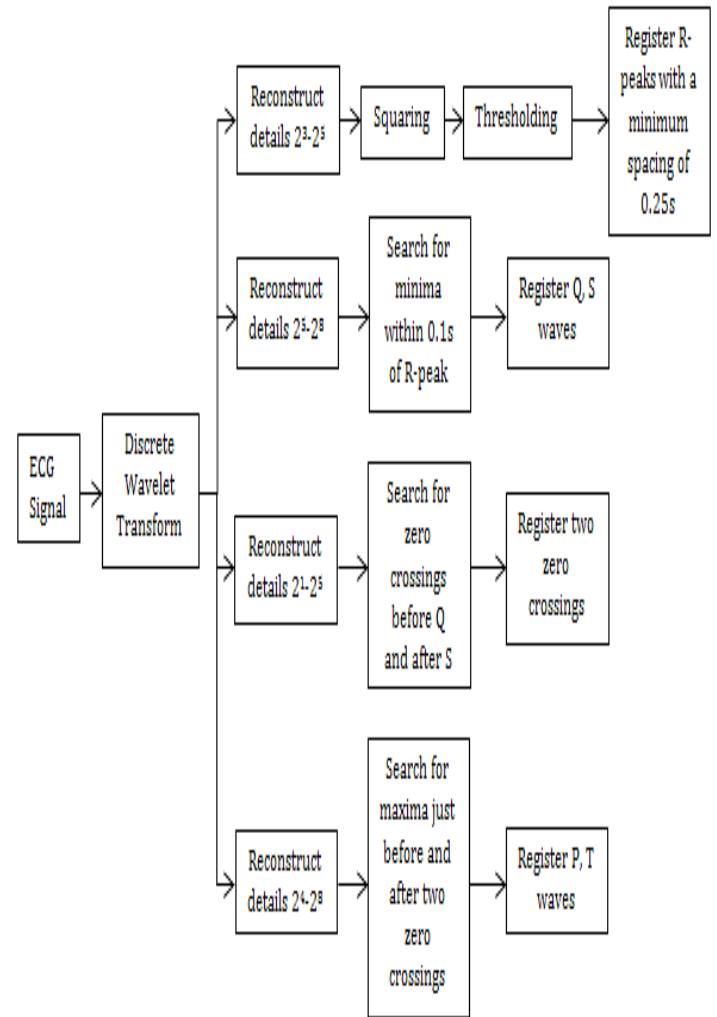 ECG
Signal
Discrete
Wavelet
Transform
Reconstruct
details 2³-2⁵
Squaring
Thresholding
Register R-
peaks with a
minimum
spacing of
0.25s
Reconstruct
details 2⁵-2⁸
Search for
minima
within 0.1s
of R-peak
Register Q, S
waves
Reconstruct
details 2¹-2⁵
Search for
zero
crossings
before Q
and after S
Register two
zero
crossings
Reconstruct
details 2⁴-2⁸
Search for
maxima just
before and
after two
zero
crossings
Register P, T
waves